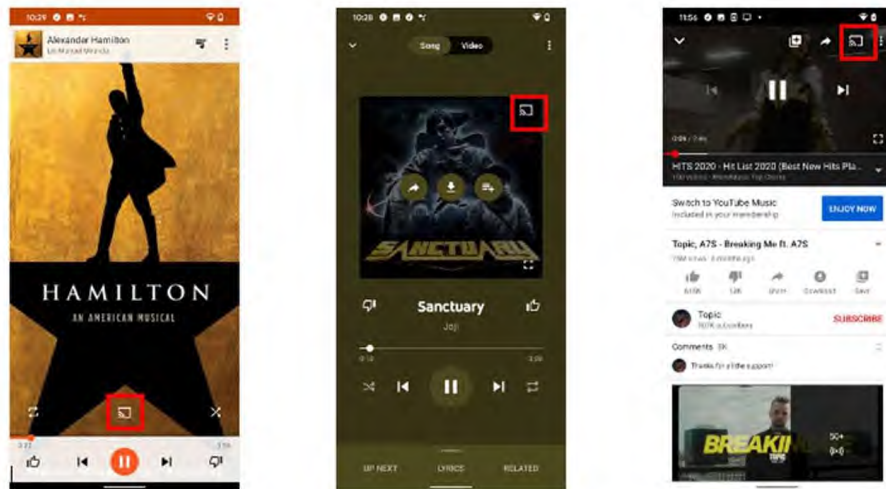 10:29
Alexander Hamilton
HAMILTON
AN AMERICAN MUSICAL
10:28
Song Video
SANCTUARY
Sanctuary
Joji
UP NEXT LYRICS RELATED
11:56
HITS 2020 - Hit List 2020 (Best New Hits Pla...
Switch to YouTube Music
Included in your membership
ENJOY NOW
Topic, A7S - Breaking Me ft. A7S
Share Download Save
Topic
SUBSCRIBE
Comments
Thanks for all the support!
BREAKIN
TOPIC
50+